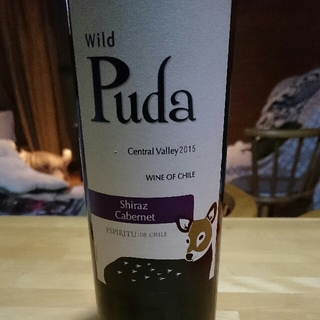 Wild
Puda
Central Valley 2015
WINE OF CHILE
Shiraz
Cabernet
ESPIRITU: DE CHILE